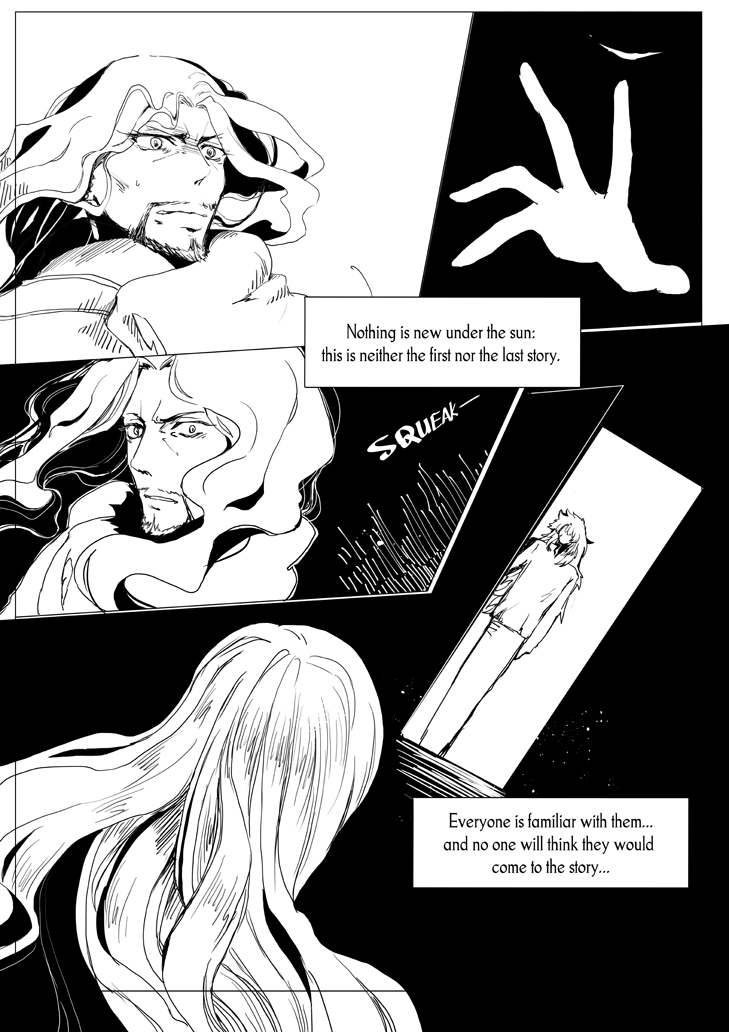 Nothing is new under the sun:
this is neither the first nor the last story.
SQUEAK—
Everyone is familiar with them...
and no one will think they would
come to the story...